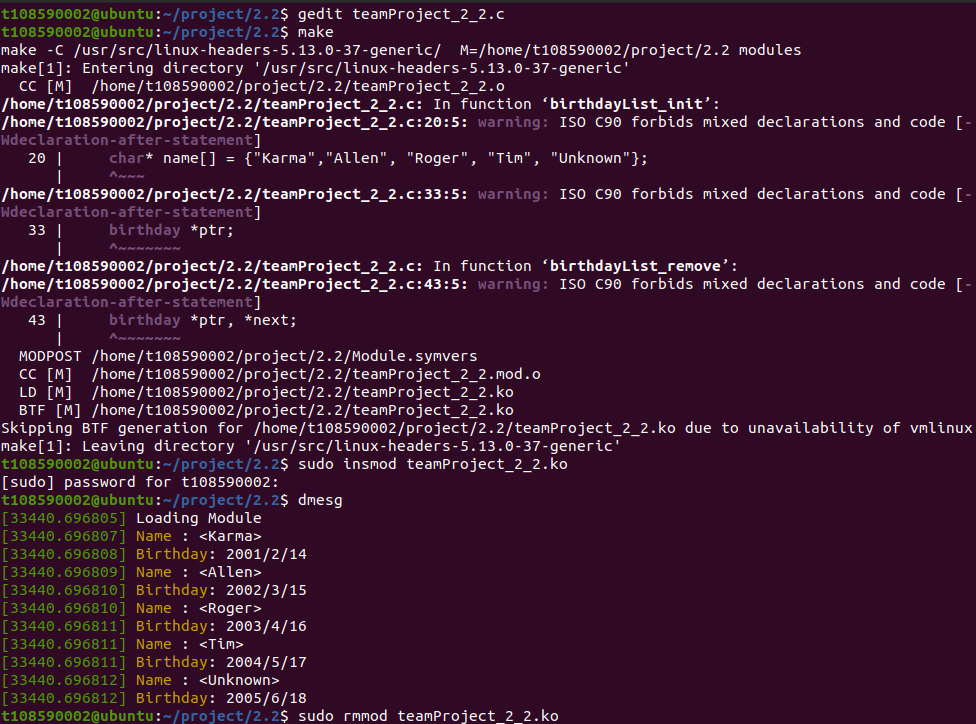 t108590002@ubuntu:~/project/2.2$ gedit teamProject_2_2.c
t108590002@ubuntu:~/project/2.2$ make
make -C /usr/src/linux-headers-5.13.0-37-generic/  M=/home/t108590002/project/2.2 modules
make[1]: Entering directory '/usr/src/linux-headers-5.13.0-37-generic'
  CC [M]  /home/t108590002/project/2.2/teamProject_2_2.o
/home/t108590002/project/2.2/teamProject_2_2.c: In function ‘birthdayList_init’:
/home/t108590002/project/2.2/teamProject_2_2.c:20:5: warning: ISO C90 forbids mixed declarations and code [-
Wdeclaration-after-statement]
   20 |     char* name[] = {"Karma","Allen", "Roger", "Tim", "Unknown"};
      |     ^~~~
/home/t108590002/project/2.2/teamProject_2_2.c:33:5: warning: ISO C90 forbids mixed declarations and code [-
Wdeclaration-after-statement]
   33 |     birthday *ptr;
      |     ^~~~~~~~
/home/t108590002/project/2.2/teamProject_2_2.c: In function ‘birthdayList_remove’:
/home/t108590002/project/2.2/teamProject_2_2.c:43:5: warning: ISO C90 forbids mixed declarations and code [-
Wdeclaration-after-statement]
   43 |     birthday *ptr, *next;
      |     ^~~~~~~~
  MODPOST /home/t108590002/project/2.2/Module.symvers
  CC [M]  /home/t108590002/project/2.2/teamProject_2_2.mod.o
  LD [M]  /home/t108590002/project/2.2/teamProject_2_2.ko
  BTF [M] /home/t108590002/project/2.2/teamProject_2_2.ko
Skipping BTF generation for /home/t108590002/project/2.2/teamProject_2_2.ko due to unavailability of vmlinux
make[1]: Leaving directory '/usr/src/linux-headers-5.13.0-37-generic'
t108590002@ubuntu:~/project/2.2$ sudo insmod teamProject_2_2.ko
[sudo] password for t108590002:
t108590002@ubuntu:~/project/2.2$ dmesg
[33440.696805] Loading Module
[33440.696807] Name : <Karma>
[33440.696808] Birthday: 2001/2/14
[33440.696809] Name : <Allen>
[33440.696810] Birthday: 2002/3/15
[33440.696810] Name : <Roger>
[33440.696811] Birthday: 2003/4/16
[33440.696811] Name : <Tim>
[33440.696811] Birthday: 2004/5/17
[33440.696812] Name : <Unknown>
[33440.696812] Birthday: 2005/6/18
t108590002@ubuntu:~/project/2.2$ sudo rmmod teamProject_2_2.ko